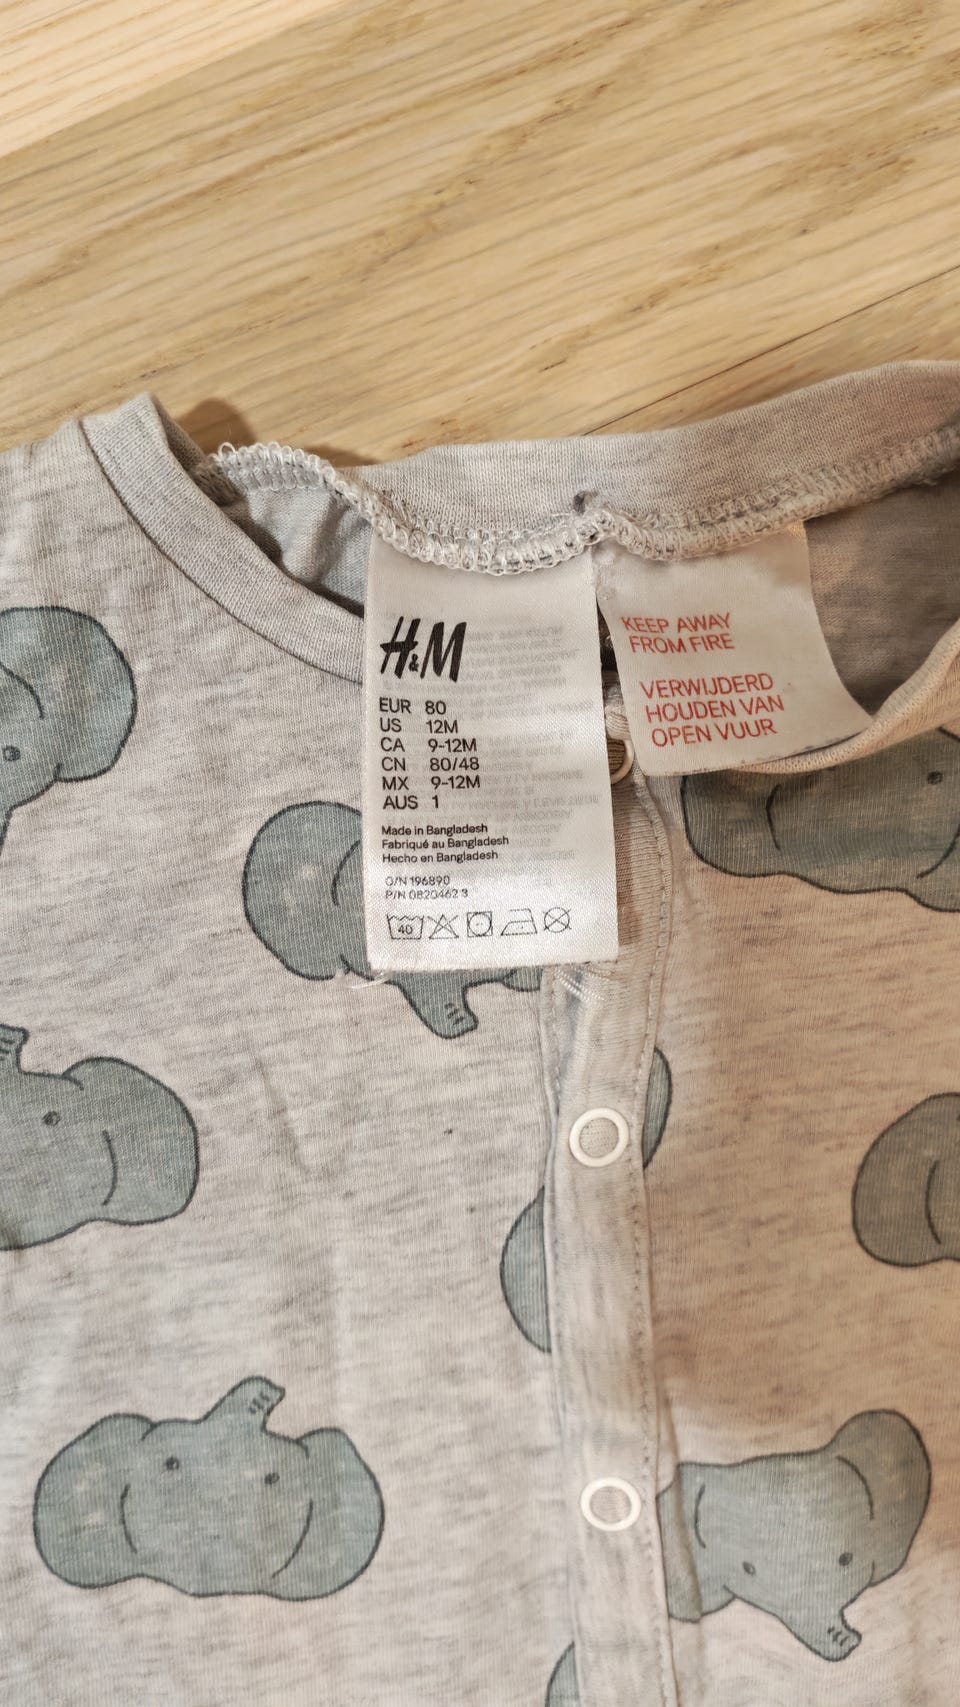 H&M
EUR 80
US 12M
CA 9-12M
CN 80/48
MX 9-12M
AUS 1
Made in Bangladesh
Fabriqué au Bangladesh
Hecho en Bangladesh
O/N 196890
P/N 0820462 3
40
KEEP AWAY
FROM FIRE
VERWIJDERD
HOUDEN VAN
OPEN VUUR